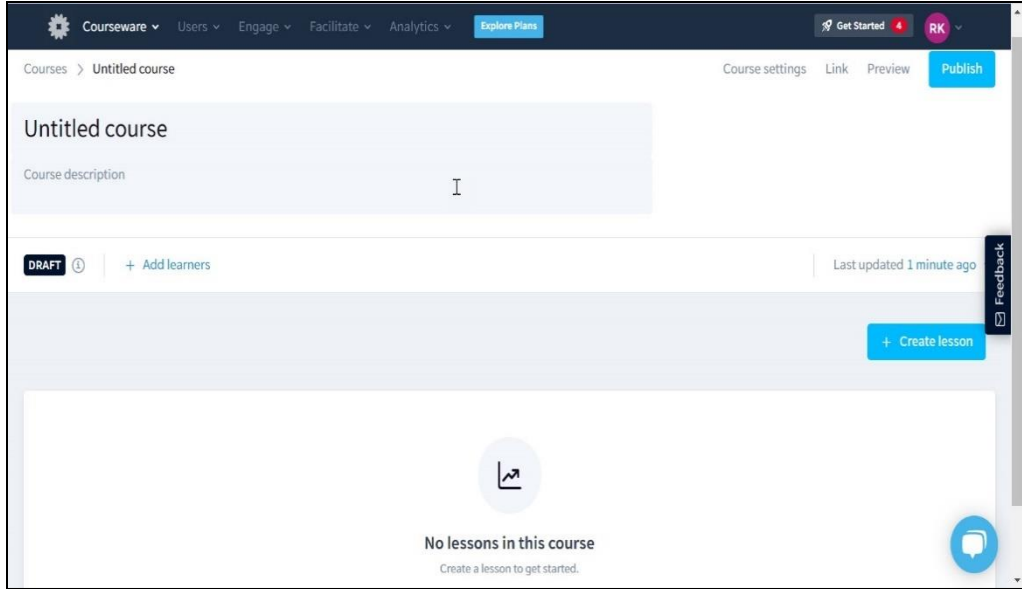 Courseware Users Engage Facilitate Analytics Explore Plans Get Started 4 RK
Courses > Untitled course Course settings Link Preview Publish
Untitled course
Course description
DRAFT + Add learners Last updated 1 minute ago
Feedback
+ Create lesson
No lessons in this course
Create a lesson to get started.